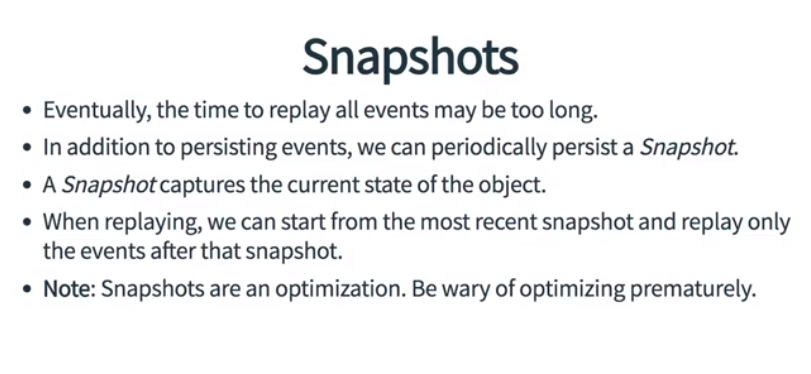 Snapshots
• Eventually, the time to replay all events may be too long.
• In addition to persisting events, we can periodically persist a Snapshot.
• A Snapshot captures the current state of the object.
• When replaying, we can start from the most recent snapshot and replay only
the events after that snapshot.
• Note: Snapshots are an optimization. Be wary of optimizing prematurely.